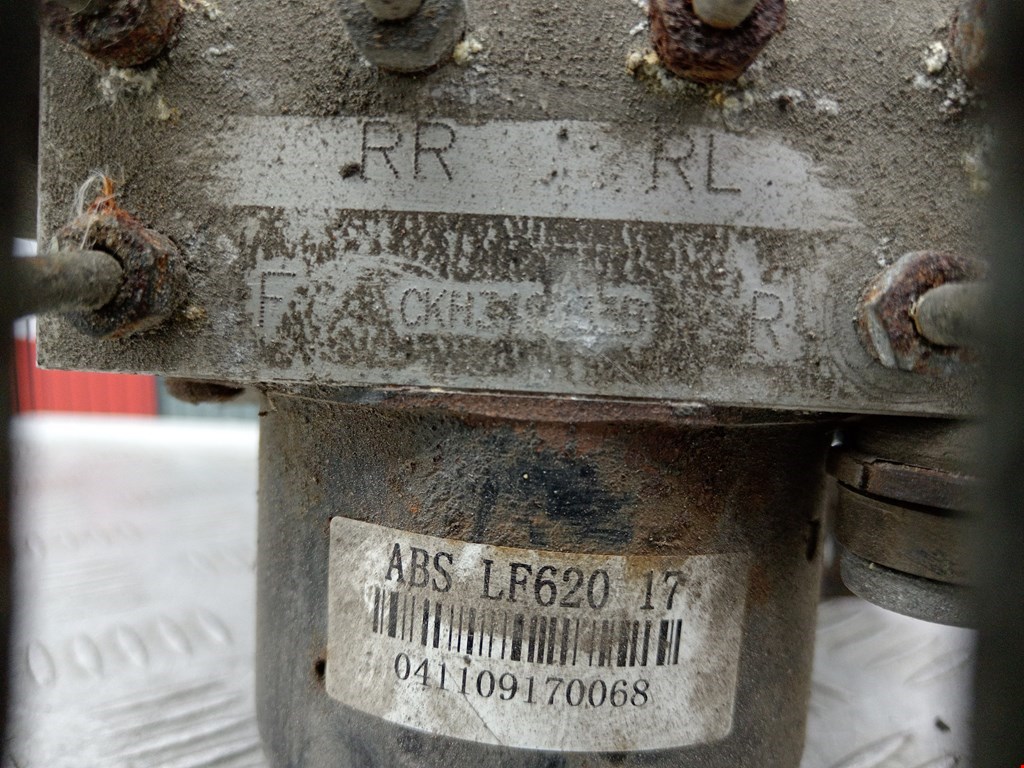 RR RL
F R
ABS LF620 17
041109170068